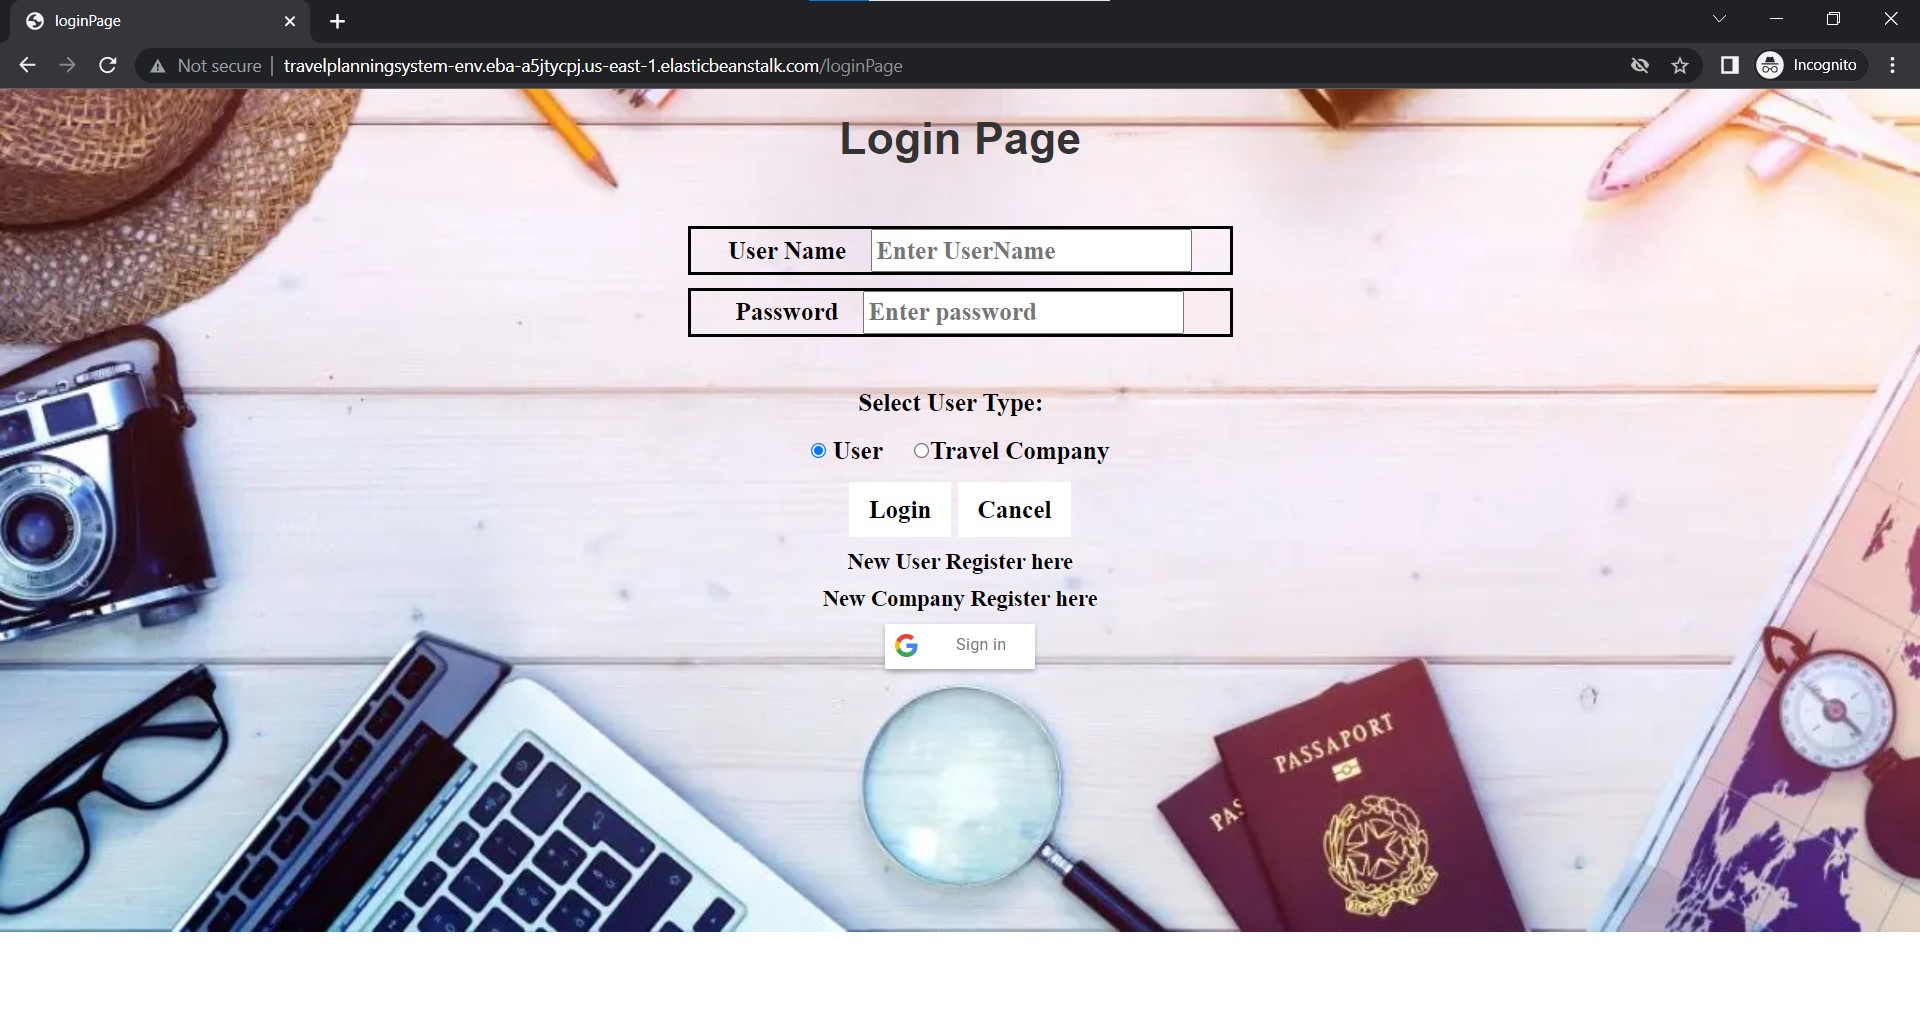 loginPage
Not secure travelplanningsystem-env.eba-a5jtycpj.us-east-1.elasticbeanstalk.com/loginPage
Incognito
Login Page
User Name Enter UserName
Password Enter password
Select User Type:
User Travel Company
Login Cancel
New User Register here
New Company Register here
Sign in
PASSAPORT
PAS